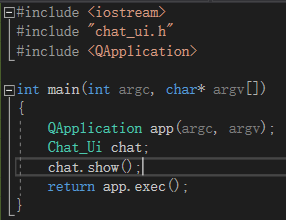 #include <iostream>
#include "chat_ui.h"
#include <QApplication>
int main(int argc, char* argv[])
{
QApplication app(argc, argv);
Chat_Ui chat;
chat.show();
return app.exec();
}